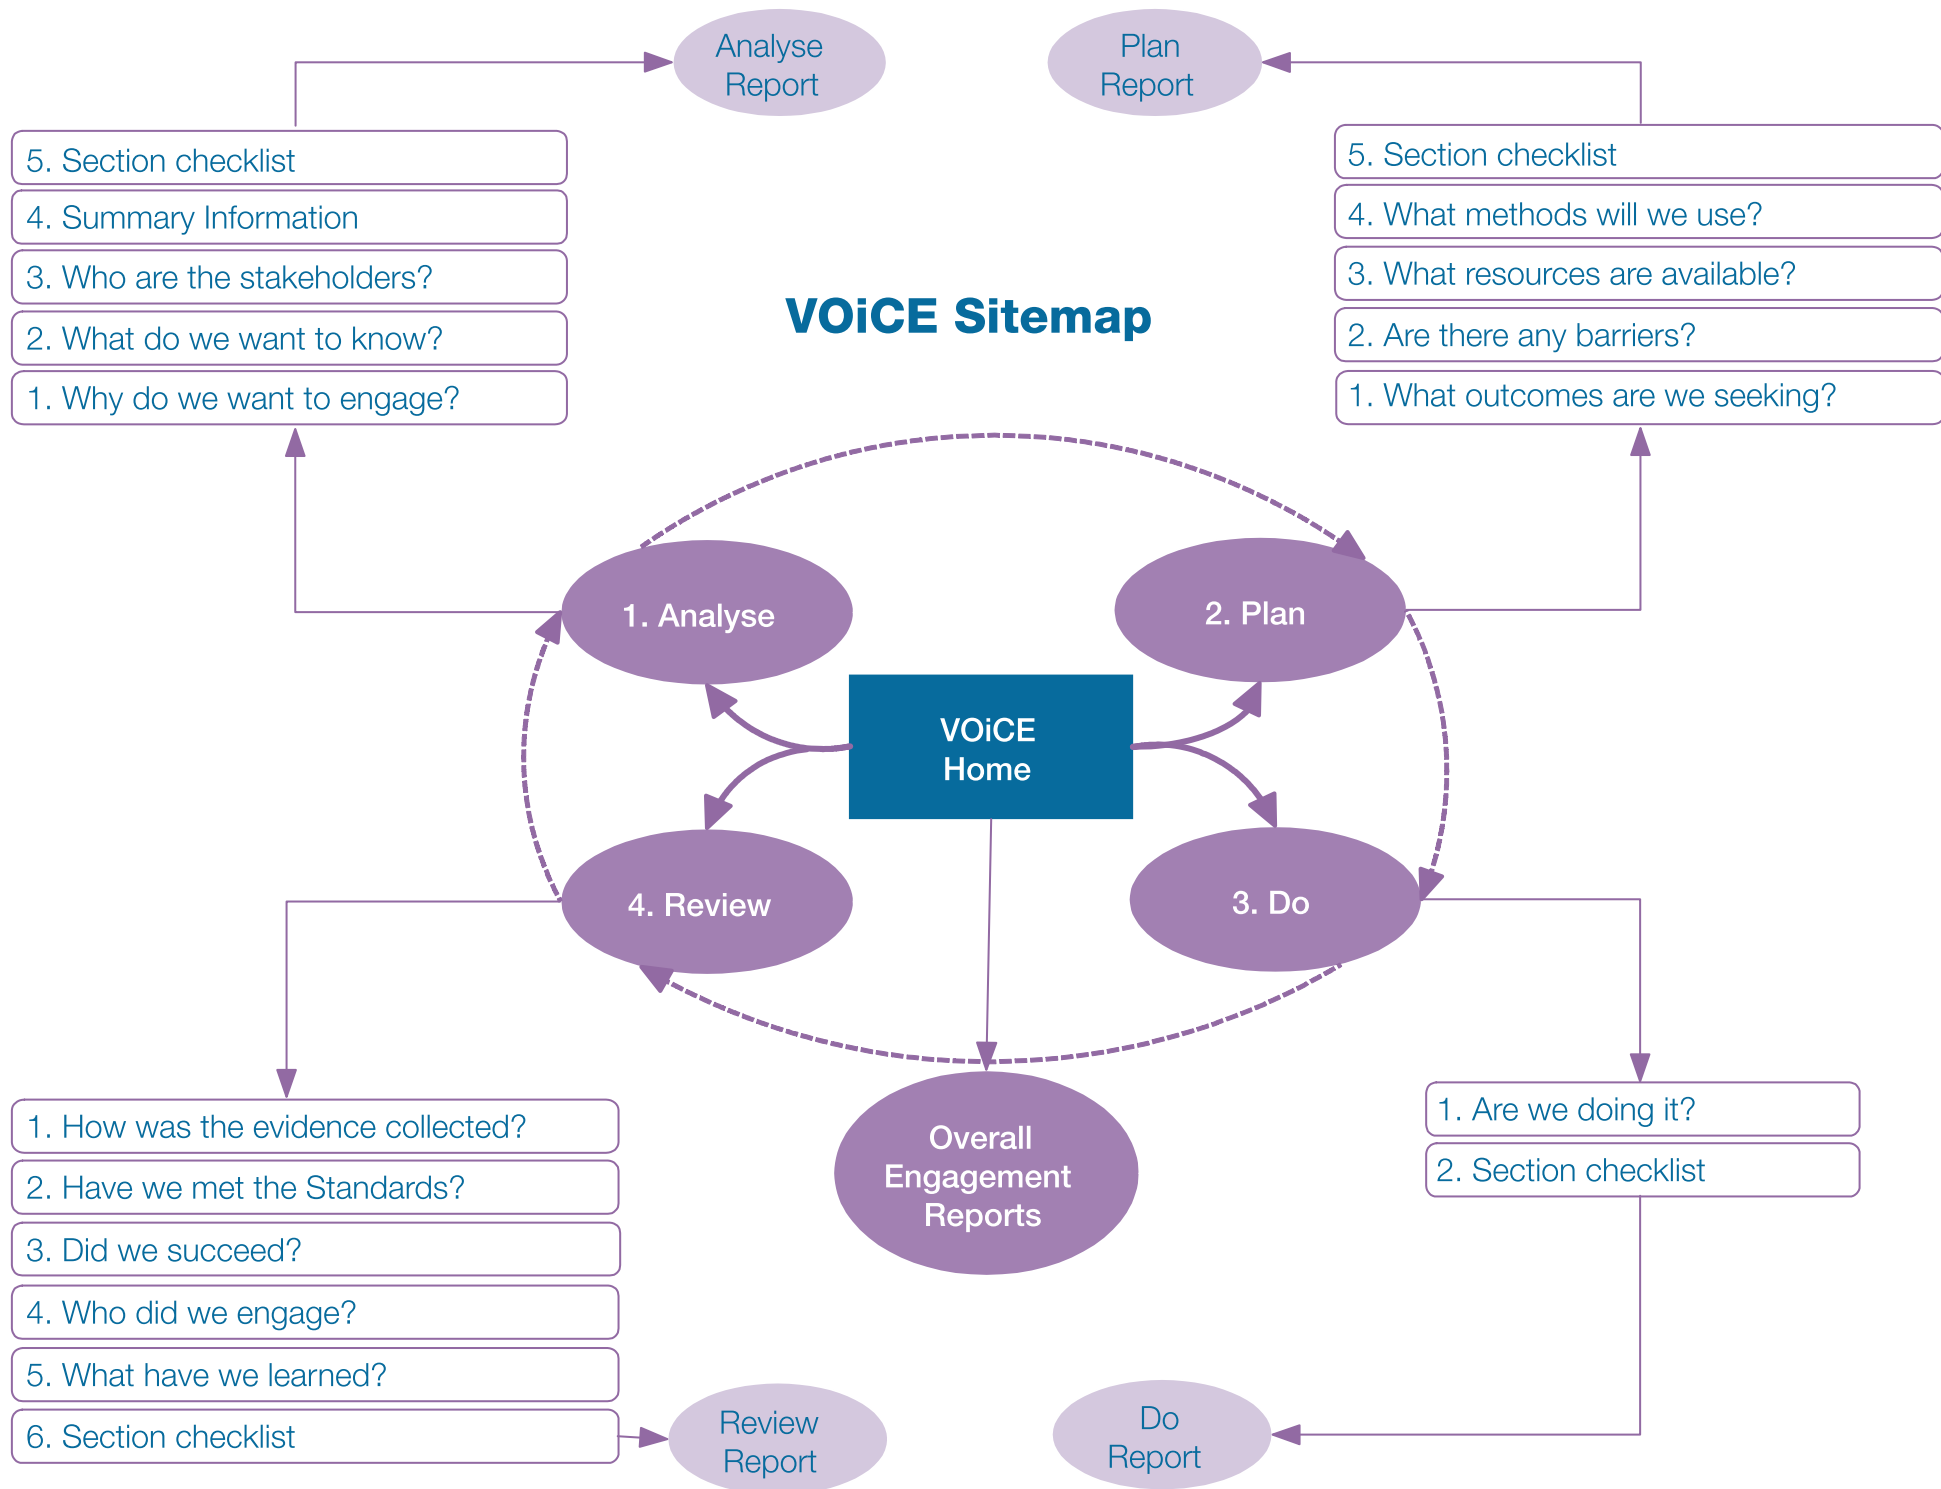 Analyse
Report
Plan
Report
5. Section checklist
4. Summary Information
3. Who are the stakeholders?
2. What do we want to know?
1. Why do we want to engage?
5. Section checklist
4. What methods will we use?
3. What resources are available?
2. Are there any barriers?
1. What outcomes are we seeking?
VOiCE Sitemap
1. Analyse
2. Plan
VOiCE
Home
4. Review
3. Do
Overall
Engagement
Reports
1. How was the evidence collected?
2. Have we met the Standards?
3. Did we succeed?
4. Who did we engage?
5. What have we learned?
6. Section checklist
1. Are we doing it?
2. Section checklist
Review
Report
Do
Report